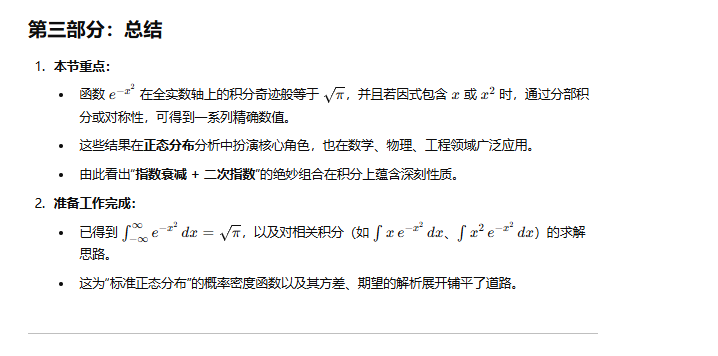 第三部分：总结
1. 本节重点：
• 函数 e^{-x^2} 在全实数轴上的积分奇迹般等于 √π，并且若因式包含 x 或 x^2 时，通过分部积
分或对称性，可得到一系列精确数值。
• 这些结果在正态分布分析中扮演核心角色，也在数学、物理、工程领域广泛应用。
• 由此看出“指数衰减 + 二次指数”的绝妙组合在积分上蕴含深刻性质。
2. 准备工作完成：
• 已得到 ∫_{-∞}^{∞} e^{-x^2} dx = √π，以及对相关积分（如 ∫ x e^{-x^2} dx、∫ x^2 e^{-x^2} dx）的求解
思路。
• 这为“标准正态分布”的概率密度函数以及其方差、期望的解析展开铺平了道路。